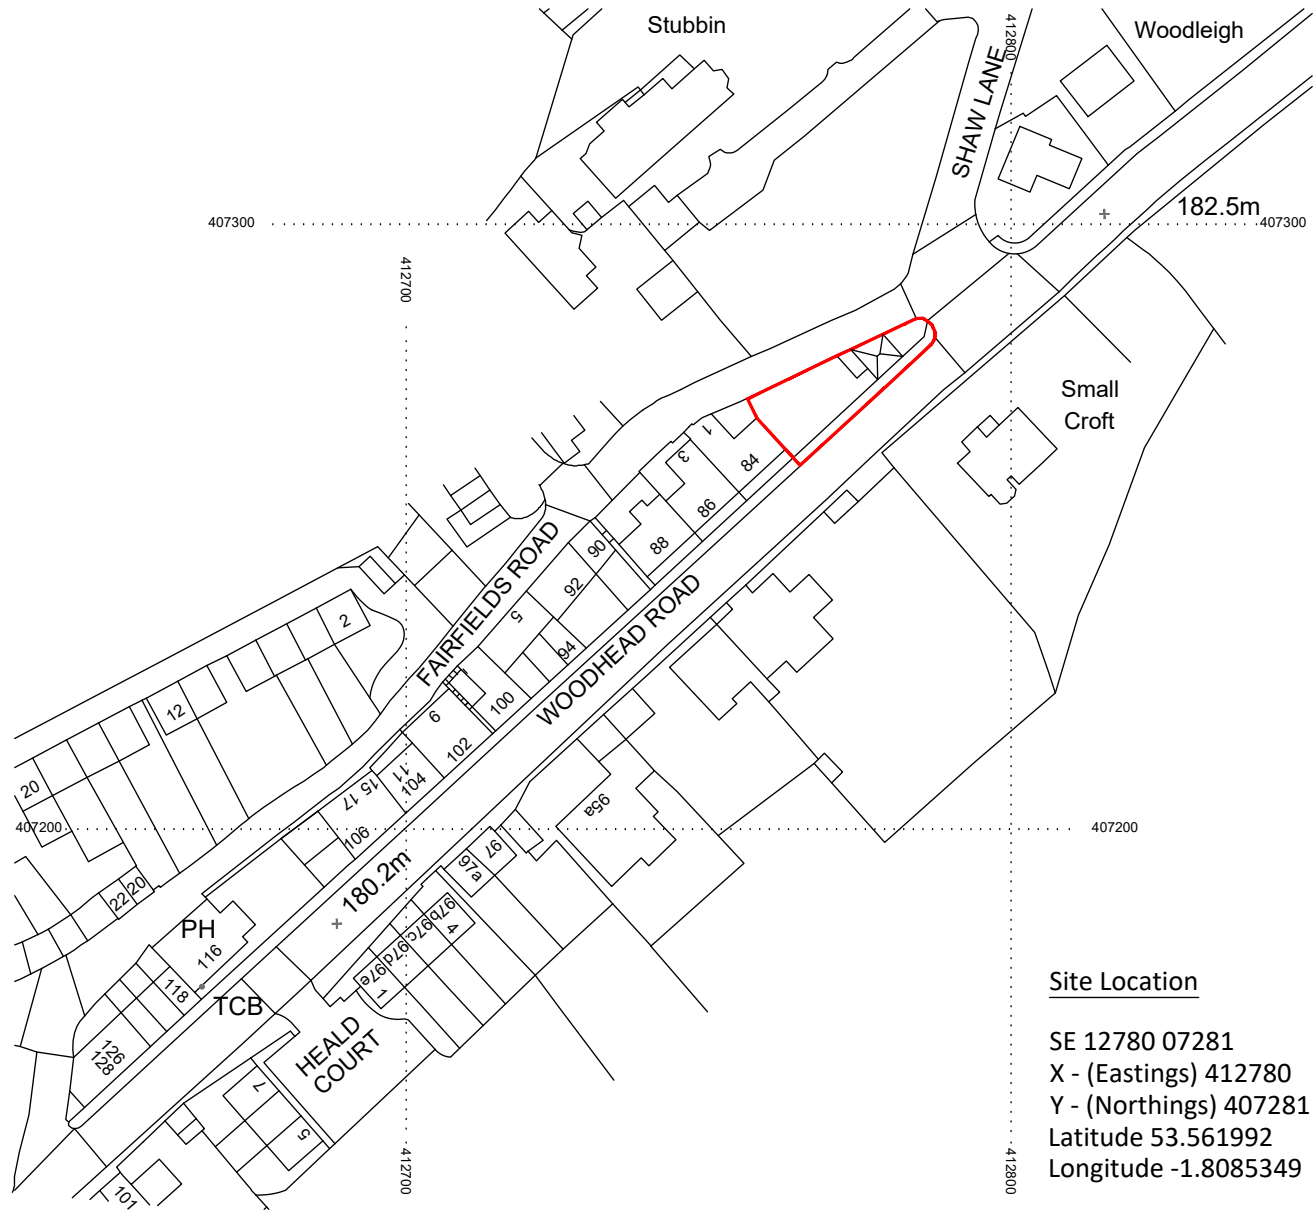 Stubbin
Woodleigh
412800
SHAW LANE
182.5m
407300
407300
412700
Small
Croft
1
3
84
86
88
90
92
5
94
FAIRFIELDS ROAD
WOODHEAD ROAD
2
12
20
9
100
102
11
104
15 17
106
95a
407200
407200
180.2m
97
97a
97b
97c
97d
97e
4
1
22
20
PH
116
118
TCB
126
128
HEALD
COURT
7
5
101
412700
412800
Site Location
SE 12780 07281
X - (Eastings) 412780
Y - (Northings) 407281
Latitude 53.561992
Longitude -1.8085349